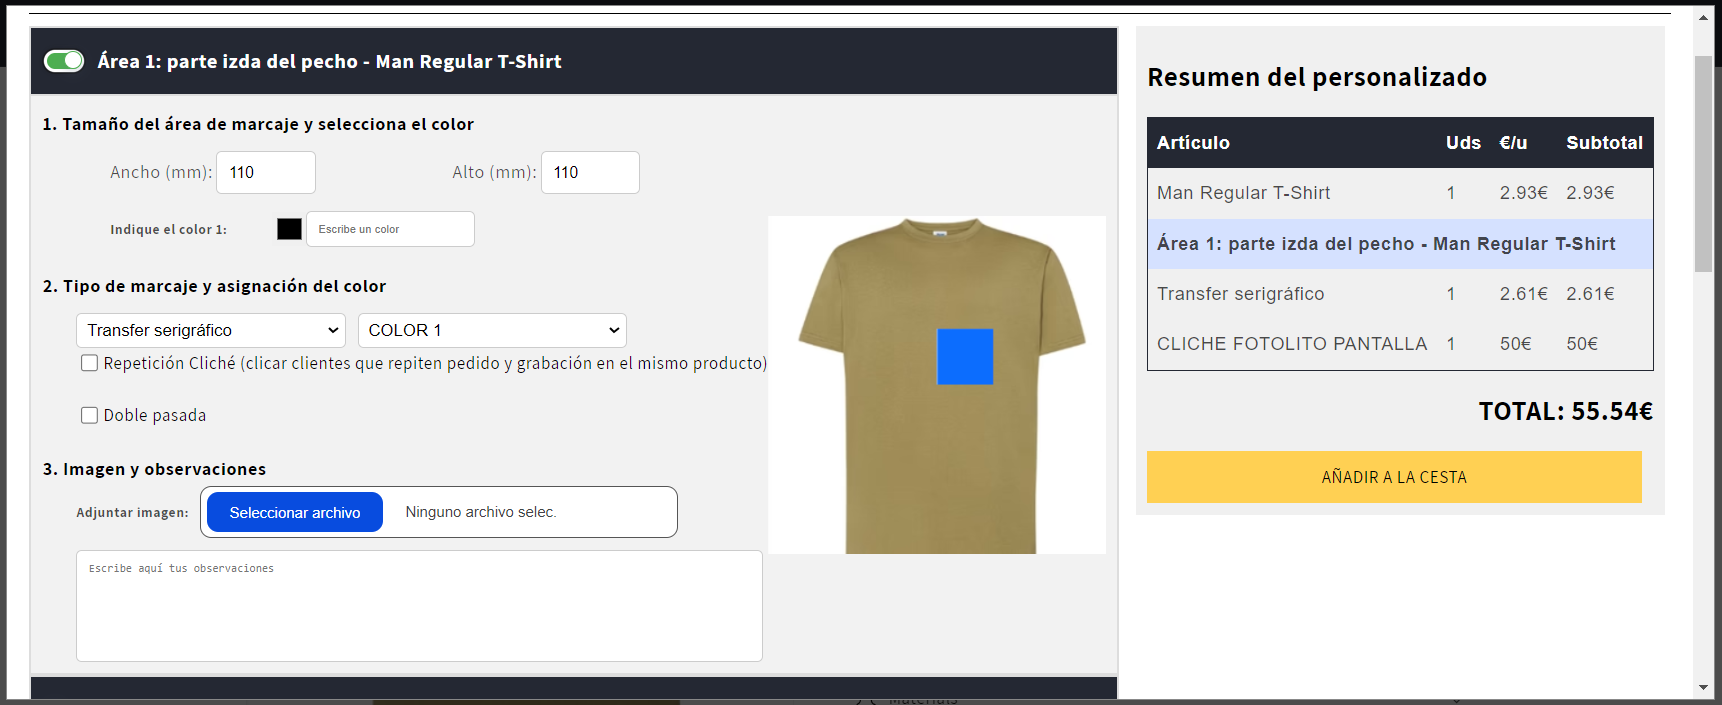 Área 1: parte izda del pecho - Man Regular T-Shirt
1. Tamaño del área de marcaje y selecciona el color
Ancho (mm): 110
Alto (mm): 110
Indique el color 1:
Escribe un color
2. Tipo de marcaje y asignación del color
Transfer serigráfico
COLOR 1
Repetición Cliché (clicar clientes que repiten pedido y grabación en el mismo producto)
Doble pasada
3. Imagen y observaciones
Adjuntar imagen:
Seleccionar archivo
Ninguno archivo selec.
Escribe aquí tus observaciones
Resumen del personalizado
Artículo Uds €/u Subtotal
Man Regular T-Shirt 1 2.93€ 2.93€
Área 1: parte izda del pecho - Man Regular T-Shirt
Transfer serigráfico 1 2.61€ 2.61€
CLICHE FOTOLITO PANTALLA 1 50€ 50€
TOTAL: 55.54€
AÑADIR A LA CESTA